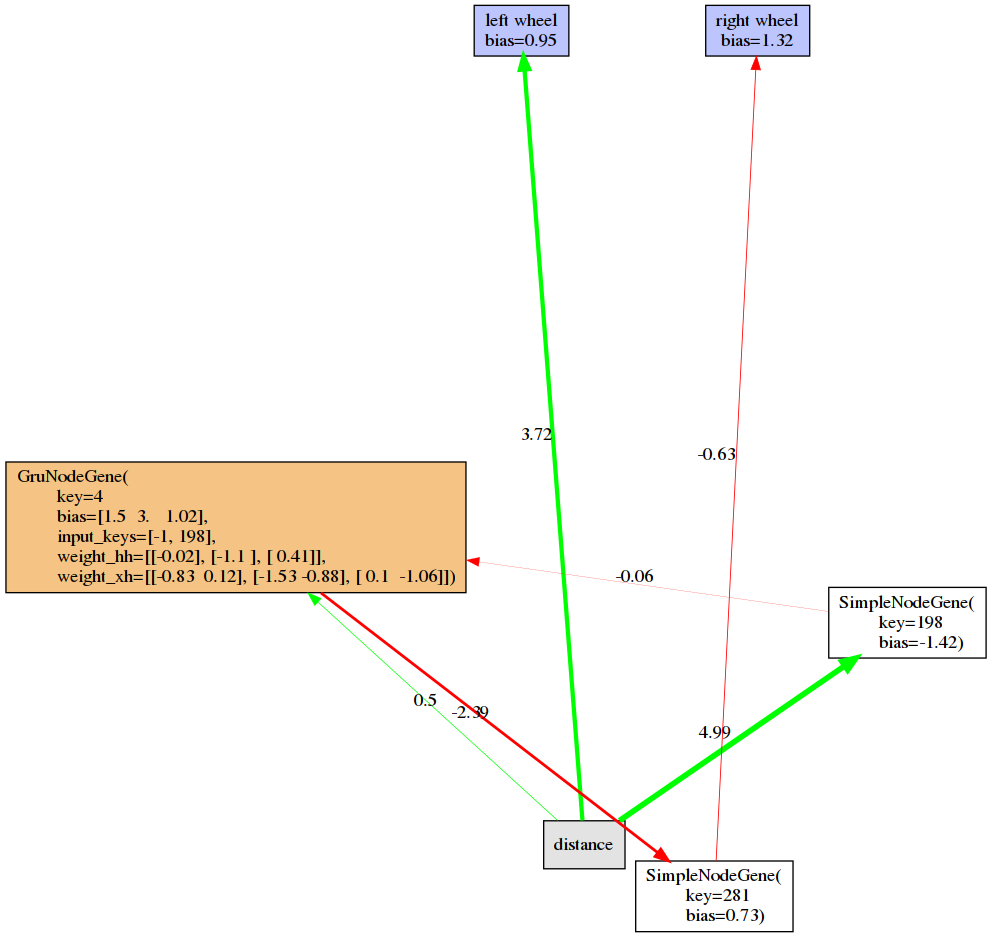 left wheel
bias=0.95
right wheel
bias=1.32
3.72
-0.63
GruNodeGene(
key=4
bias=[1.5 3. 1.02],
input_keys=[-1, 198],
weight_hh=[[-0.02], [-1.1 ], [ 0.41]],
weight_xh=[[-0.83 0.12], [-1.53 -0.88], [ 0.1 -1.06]])
-0.06
SimpleNodeGene(
key=198
bias=-1.42)
0.5
-2.39
4.99
distance
SimpleNodeGene(
key=281
bias=0.73)